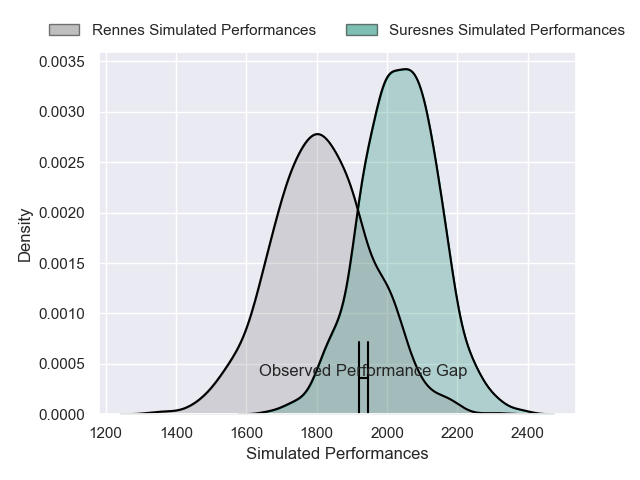 Rennes Simulated Performances Suresnes Simulated Performances
0.0035
0.0030
0.0025
0.0020
0.0015
0.0010
0.0005
0.0000
Density
Observed Performance Gap
1200 1400 1600 1800 2000 2200 2400
Simulated Performances